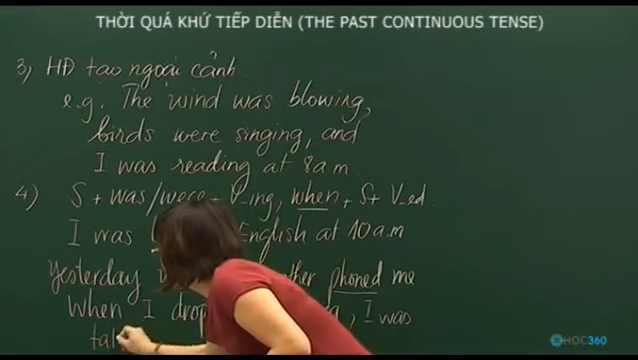 THỜI QUÁ KHỨ TIẾP DIỄN (THE PAST CONTINUOUS TENSE)
3) HĐ tạo ngoại cảnh
e.g. The wind was blowing,
birds were singing, and
I was reading at 8a.m.
4) S + was/were + V-ing, when + S + V-ed
I was English at 10a.m
Yesterday phoned me
When I , I was
HOC360